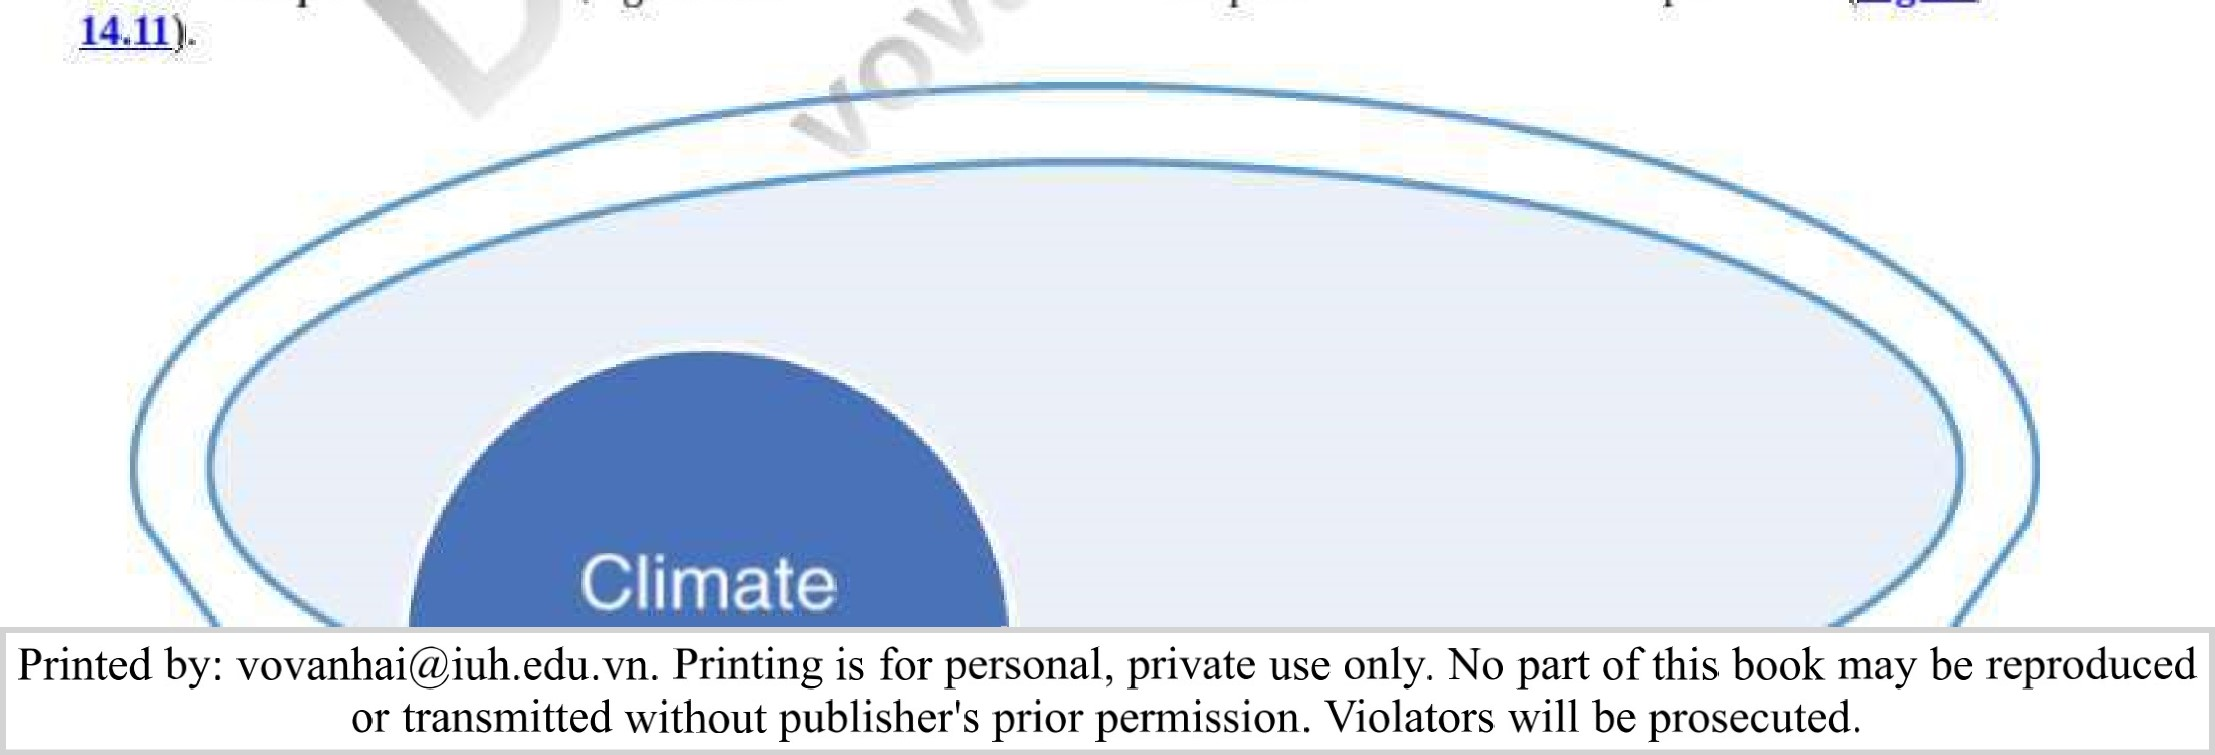 14.11).
Climate
Printed by: vovanhai@iuh.edu.vn. Printing is for personal, private use only. No part of this book may be reproduced
or transmitted without publisher's prior permission. Violators will be prosecuted.